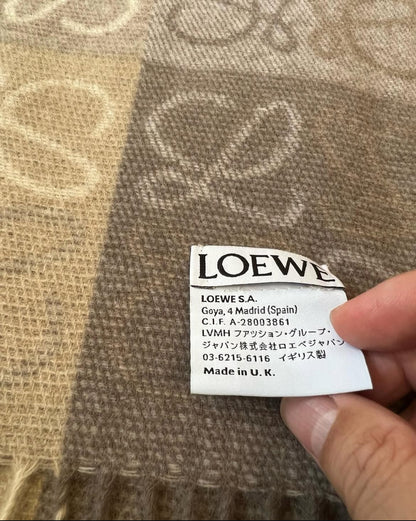 LOEWE
LOEWE S.A.
Goya, 4 Madrid (Spain)
C.I.F. A-28003861
LVMH ファッション・グループ・
ジャパン株式会社ロエベジャパン
03-6215-6116 イギリス製
Made in U.K.